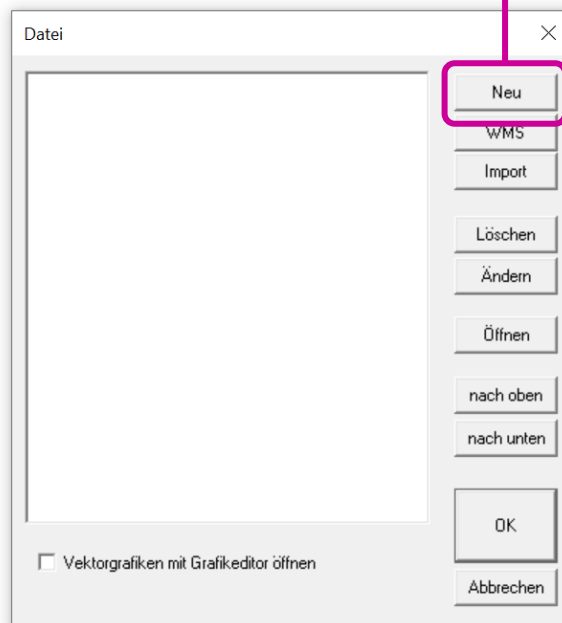 Datei
Neu
WMS
Import
Löschen
Ändern
Öffnen
nach oben
nach unten
OK
Vektorgrafiken mit Grafikeditor öffnen
Abbrechen